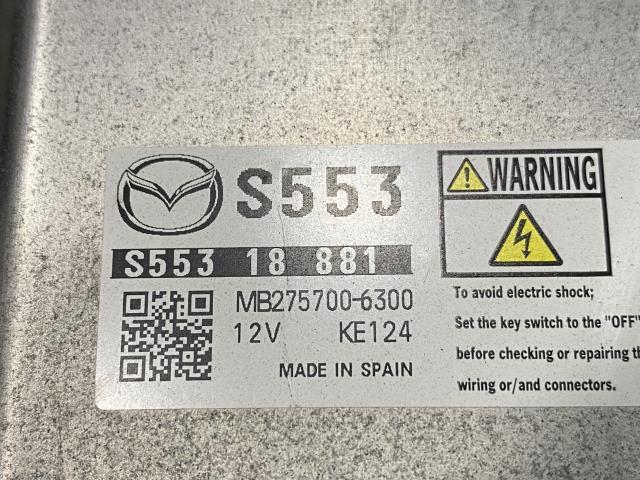 S553
S553 18 881
MB275700-6300
12V KE124
MADE IN SPAIN
WARNING
To avoid electric shock;
Set the key switch to the "OFF"
before checking or repairing th
wiring or/and connectors.